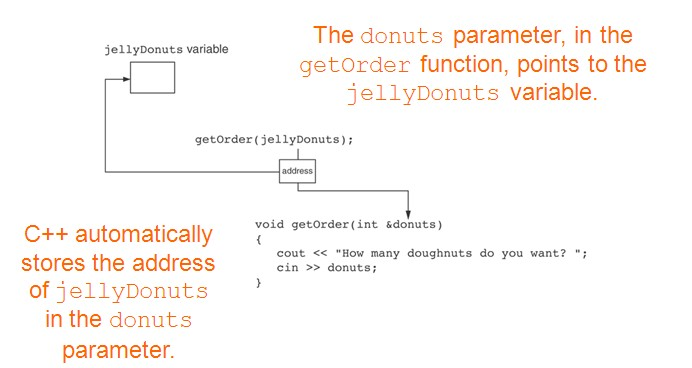 The donuts parameter, in the
getOrder function, points to the
jellyDonuts variable.
jellyDonuts variable
getOrder(jellyDonuts);
address
void getOrder(int &donuts)
{
cout << "How many doughnuts do you want? ";
cin >> donuts;
}
C++ automatically
stores the address
of jellyDonuts
in the donuts
parameter.